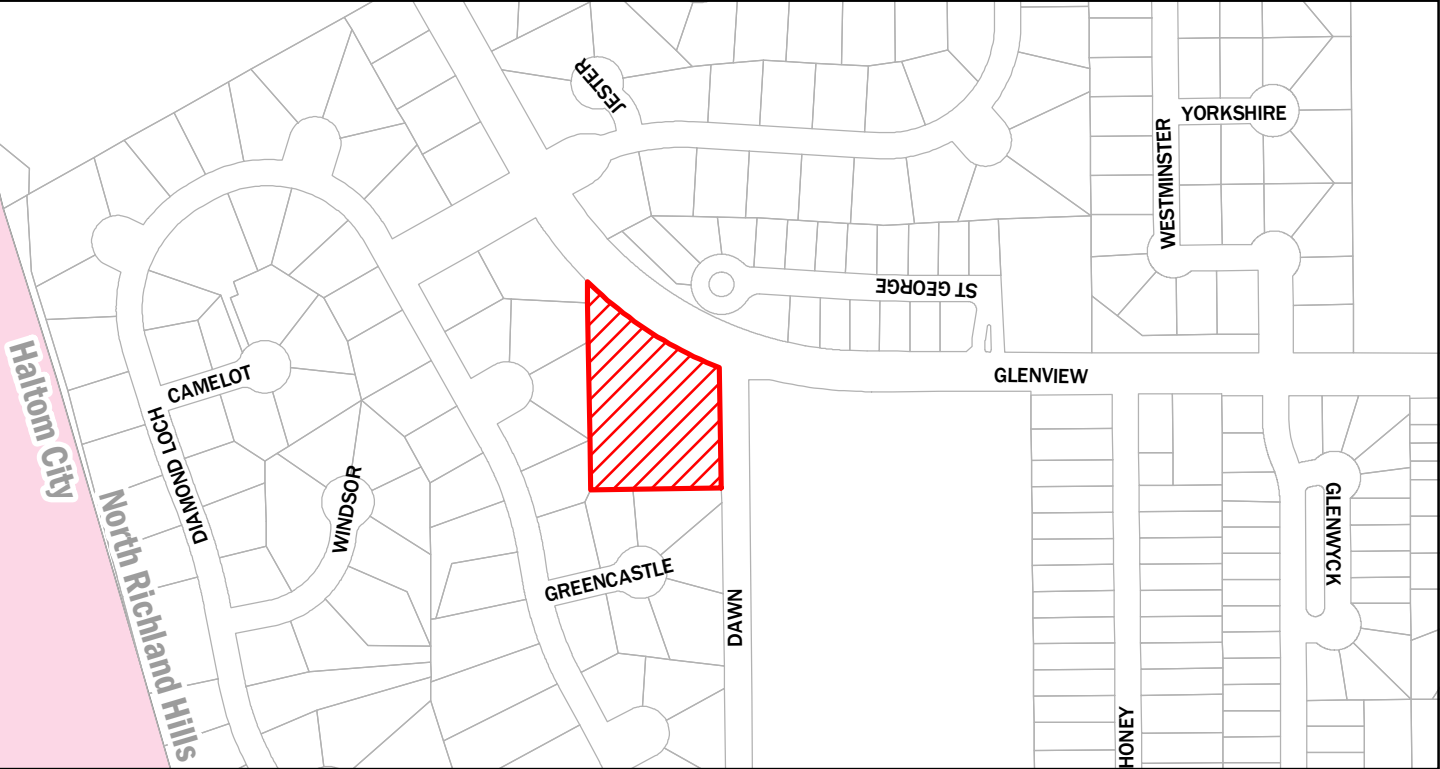 JESTER
YORKSHIRE
WESTMINSTER
ST GEORGE
GLENVIEW
CAMELOT
Haltom City
DIAMOND LOCH
WINDSOR
North Richland Hills
GREENCASTLE
DAWN
GLENWYCK
HONEY